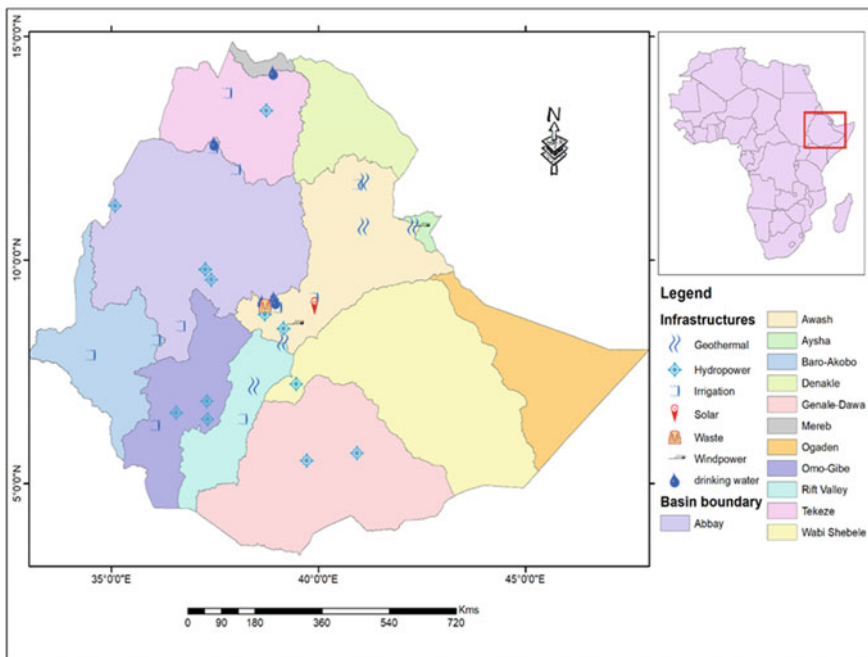 15°0'0"N
10°0'0"N
5°0'0"N
N
35°0'0"E
40°0'0"E
45°0'0"E
Kms
0 90 180 360 540 720
Legend
Infrastructures
Geothermal
Hydropower
Irrigation
Solar
Waste
Windpower
drinking water
Basin boundary
Abbay
Awash
Aysha
Baro-Akobo
Denakle
Genale-Dawa
Mereb
Ogaden
Omo-Gibe
Rift Valley
Tekeze
Wabi Shebele